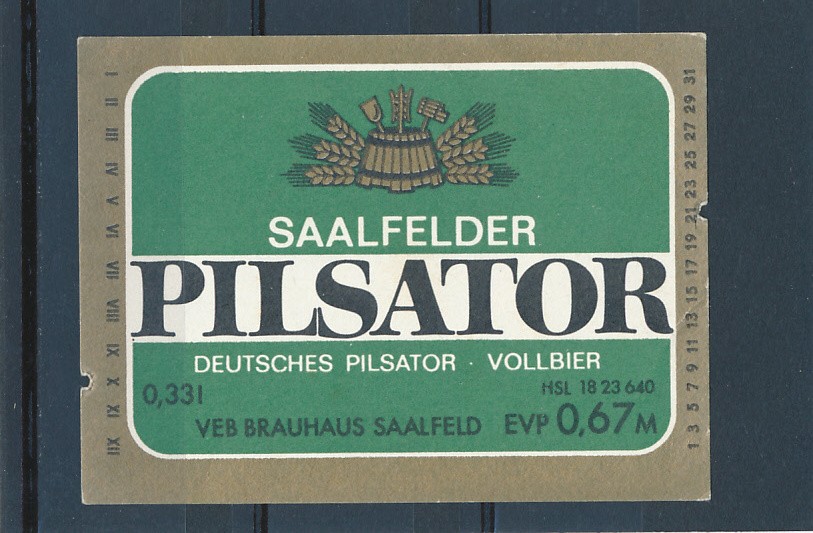 SAALFELDER
PILSATOR
DEUTSCHES PILSATOR · VOLLBIER
0,33 l
HSL 18 23 640
VEB BRAUHAUS SAALFELD EVP 0,67 M
I II III IV V VI VII VIII IX X XI XII
1 3 5 7 9 11 13 15 17 19 21 23 25 27 29 31